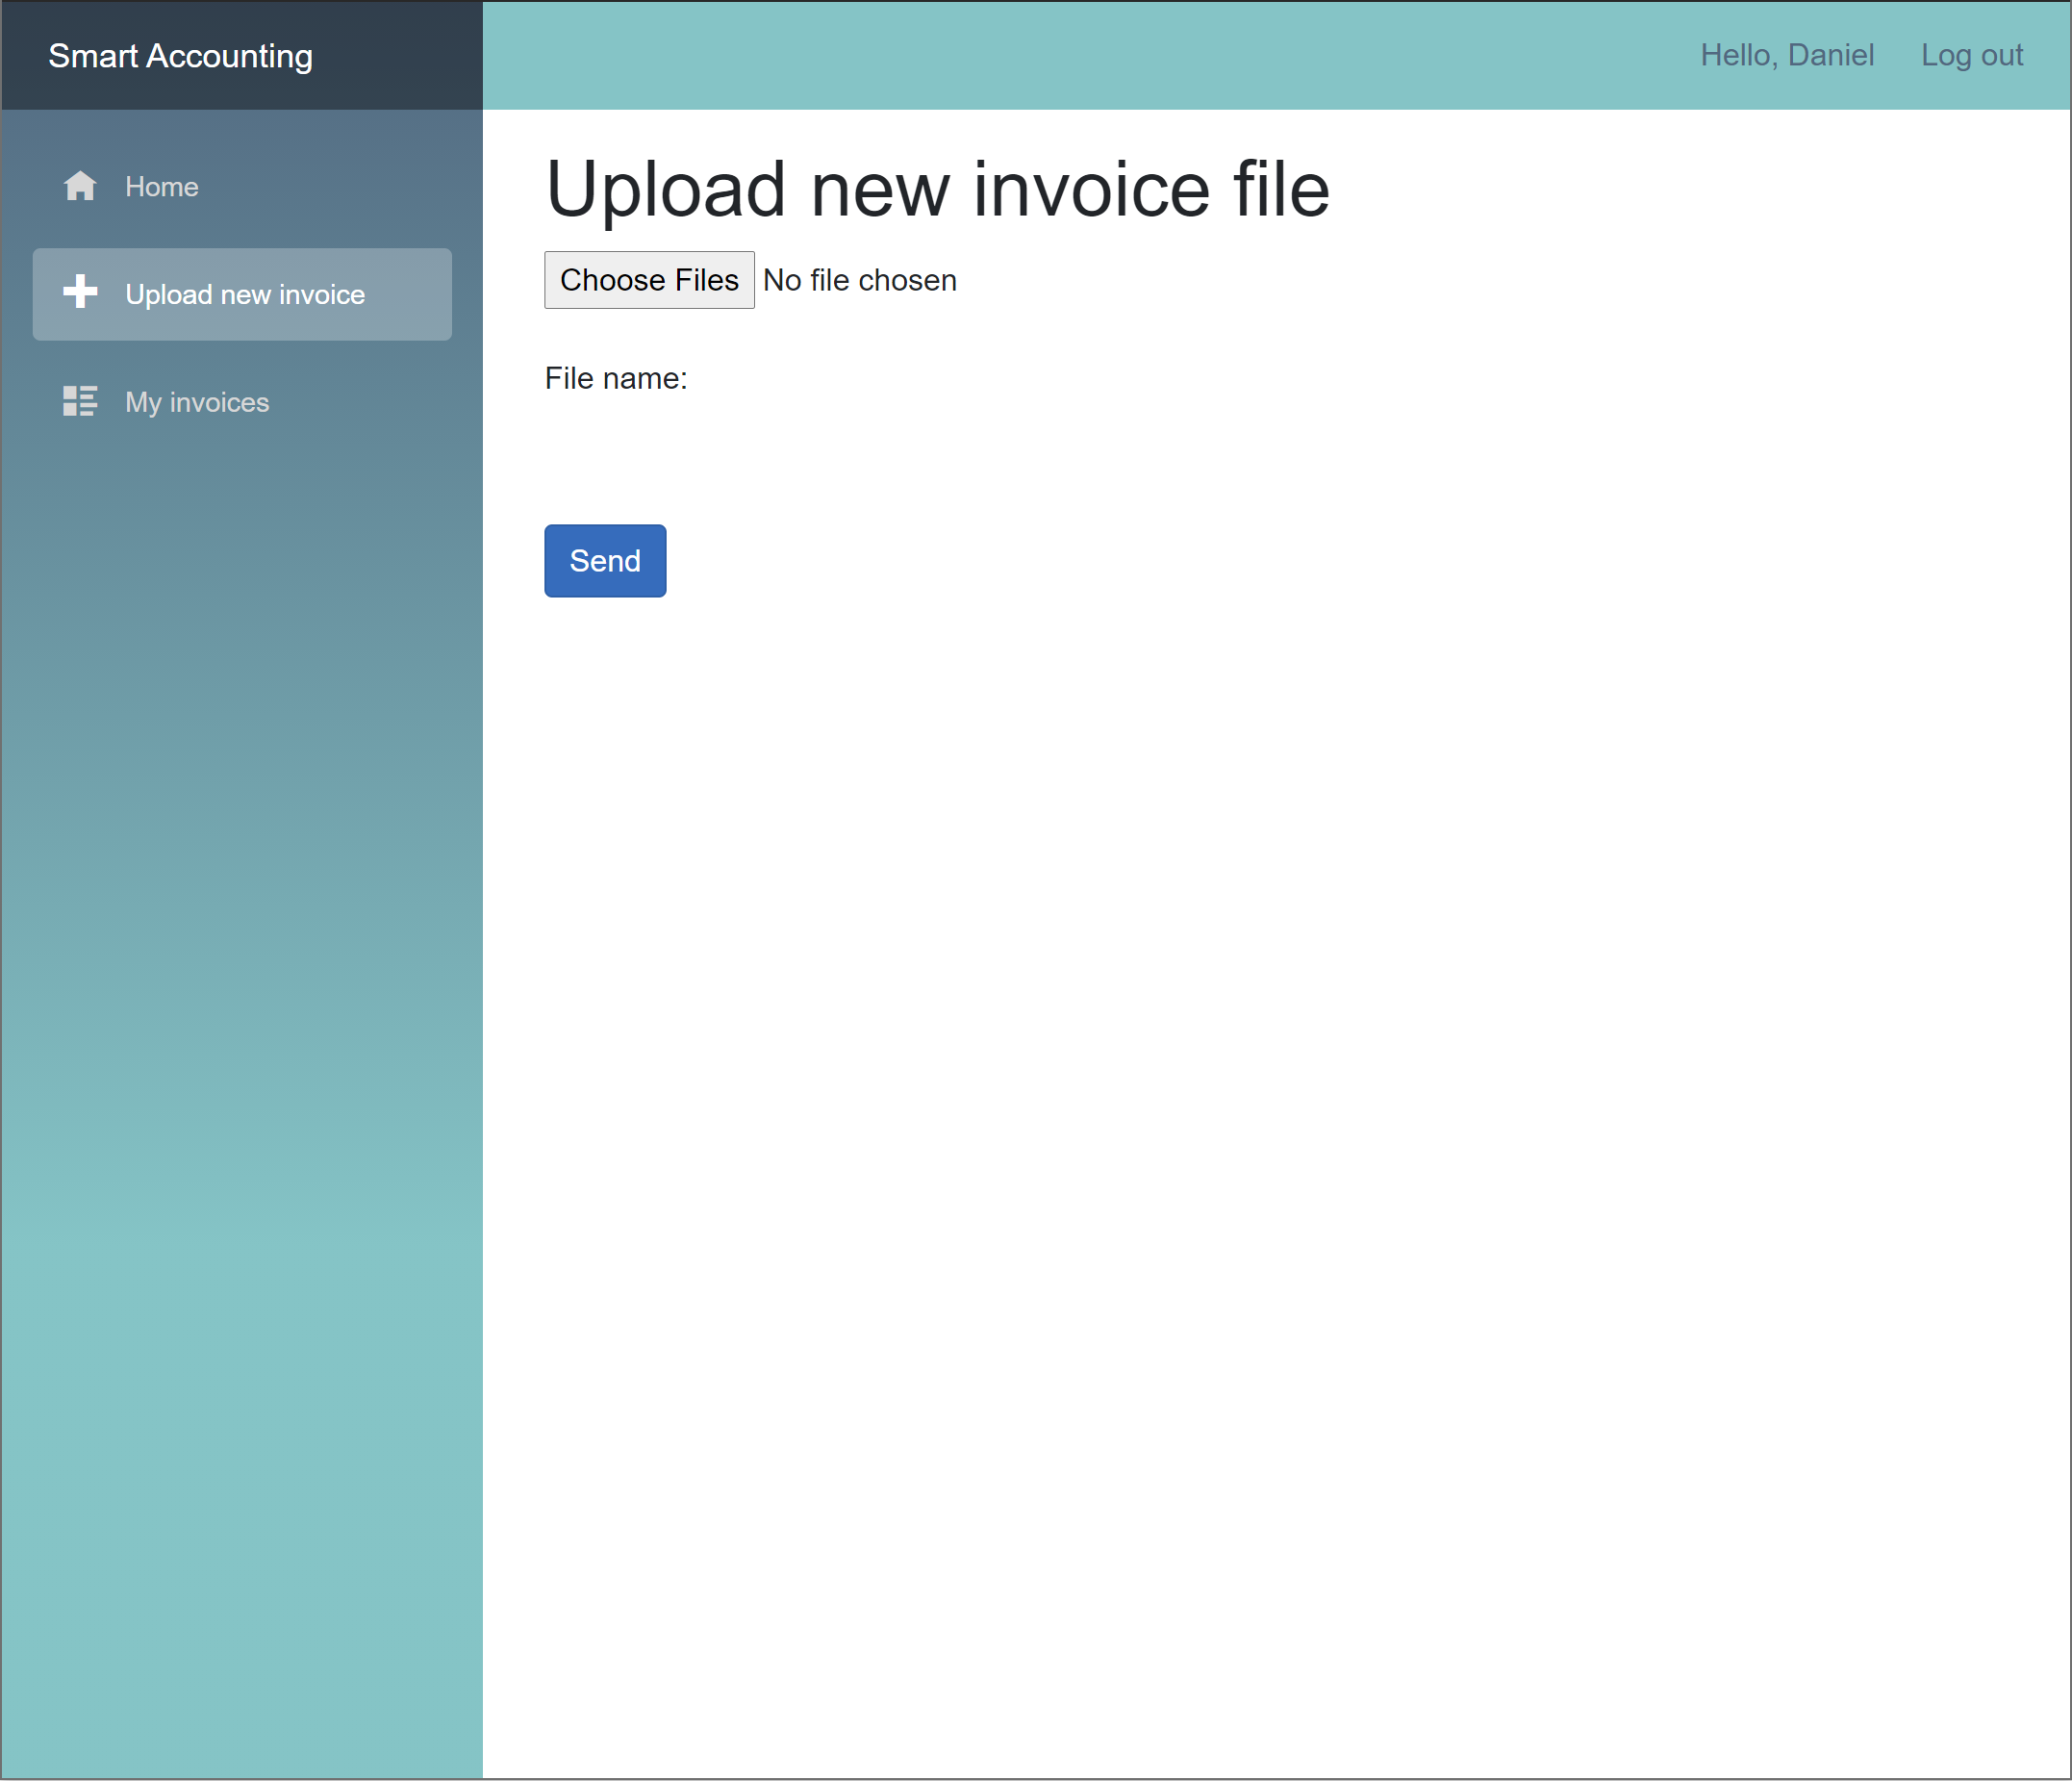 Smart Accounting
Hello, Daniel Log out
Home
Upload new invoice
My invoices
Upload new invoice file
Choose Files No file chosen
File name:
Send